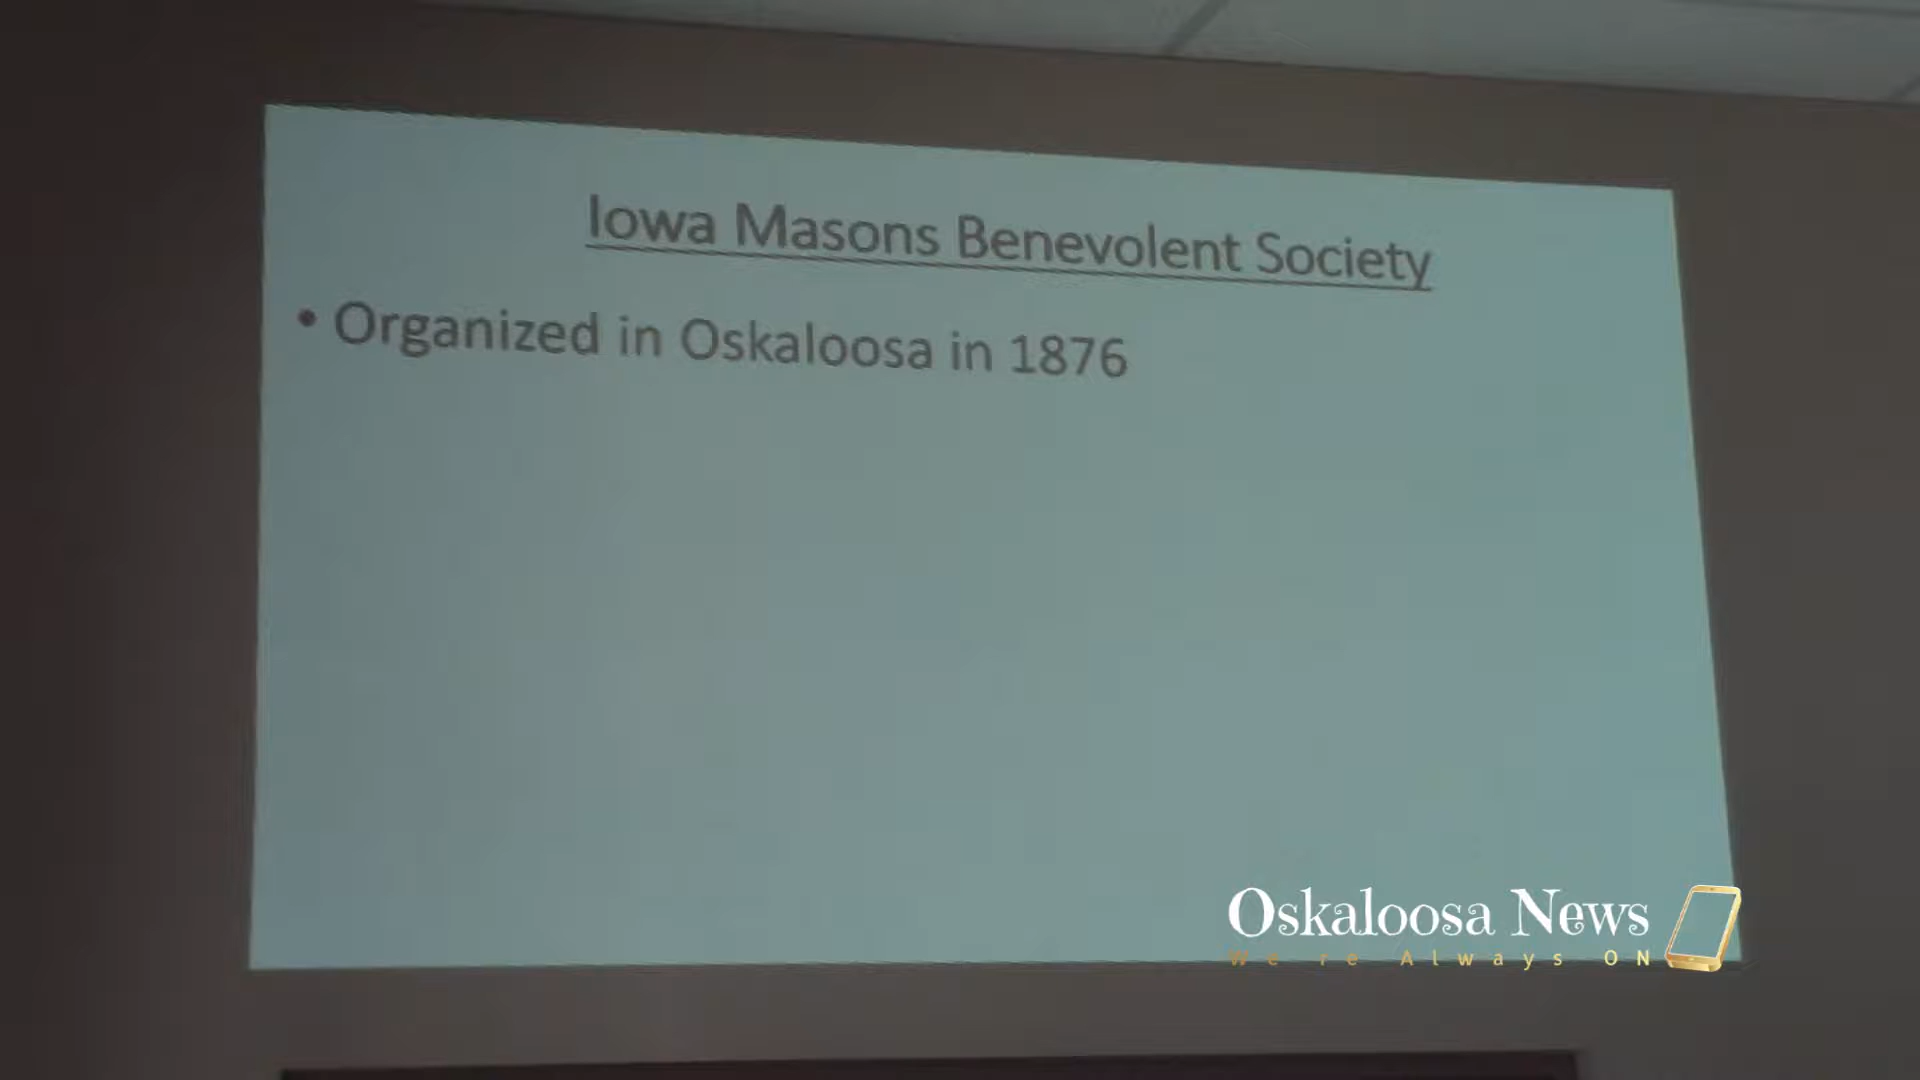 Iowa Masons Benevolent Society
• Organized in Oskaloosa in 1876
Oskaloosa News
We're Always ON